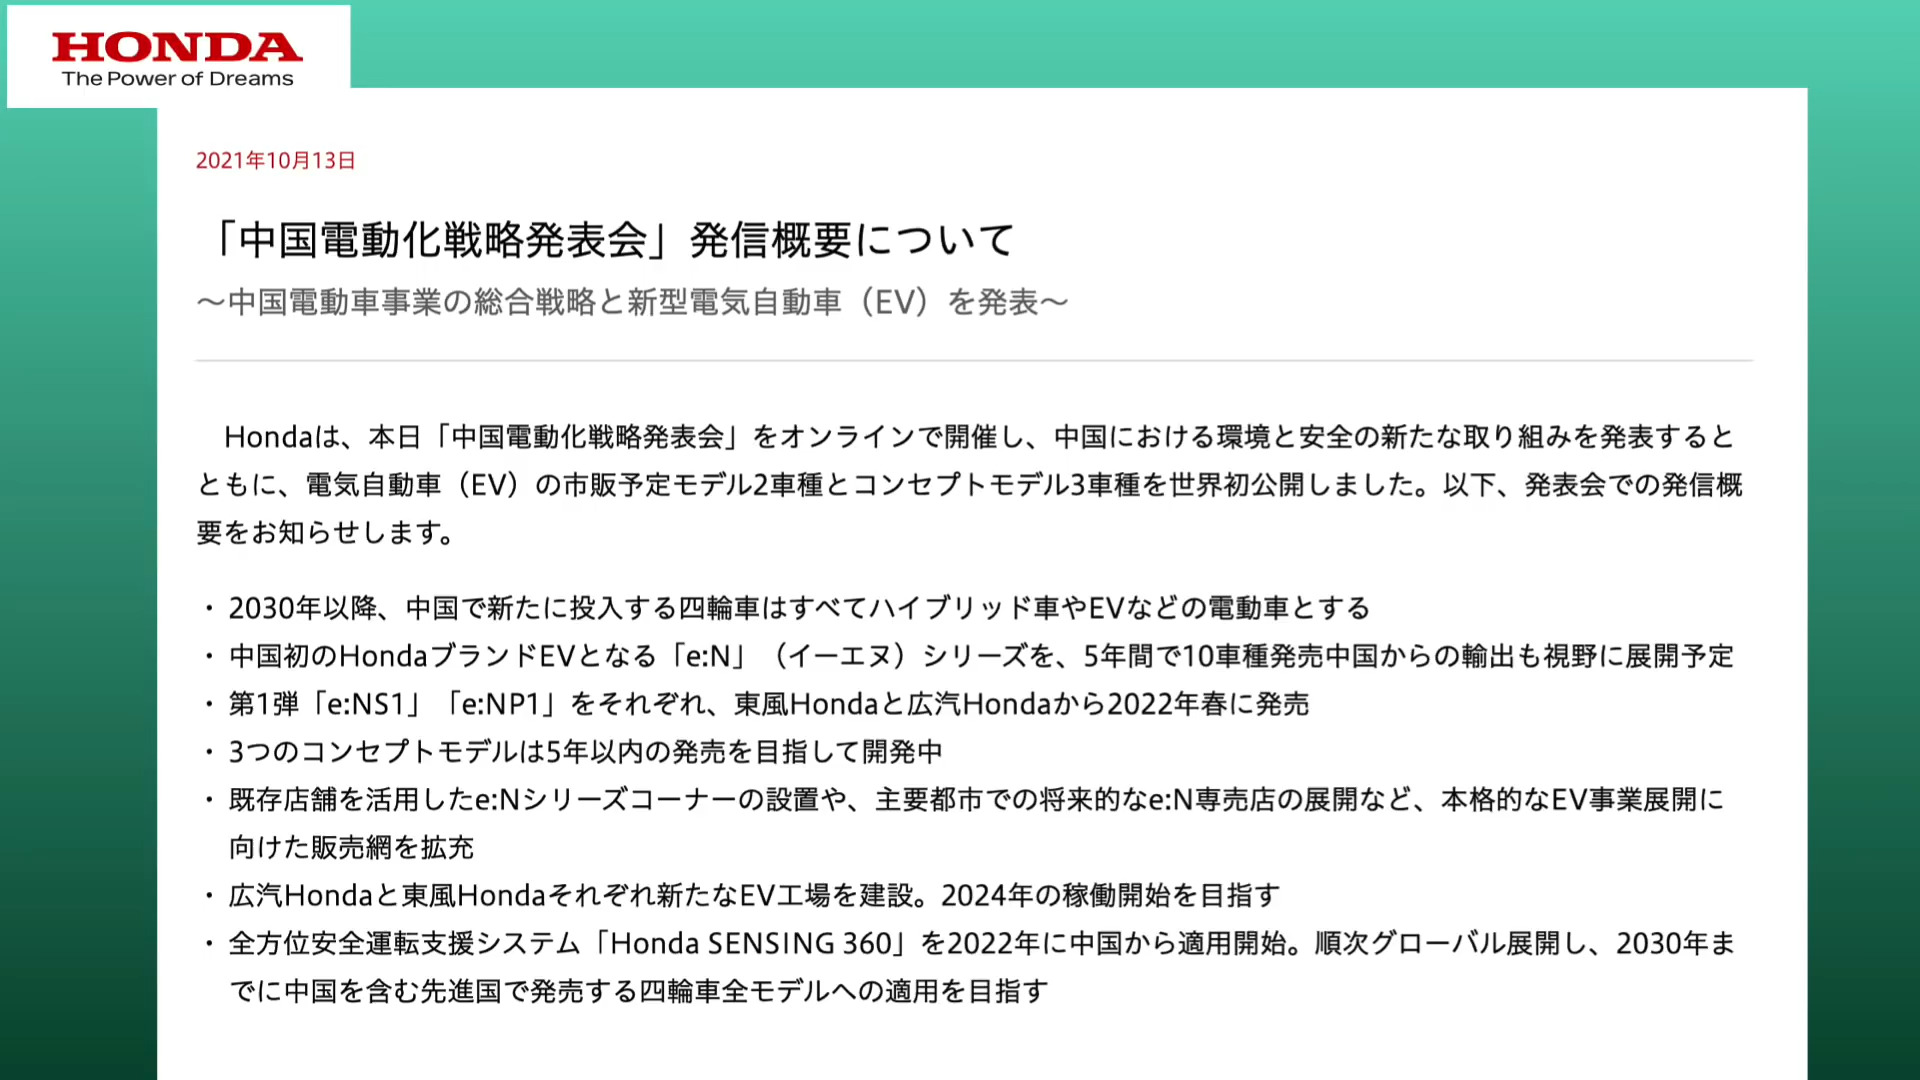 HONDA
The Power of Dreams
2021年10月13日
「中国電動化戦略発表会」発信概要について
～中国電動車事業の総合戦略と新型電気自動車（EV）を発表～
Hondaは、本日「中国電動化戦略発表会」をオンラインで開催し、中国における環境と安全の新たな取り組みを発表すると
ともに、電気自動車（EV）の市販予定モデル2車種とコンセプトモデル3車種を世界初公開しました。以下、発表会での発信概
要をお知らせします。
・ 2030年以降、中国で新たに投入する四輪車はすべてハイブリッド車やEVなどの電動車とする
・ 中国初のHondaブランドEVとなる「e:N」（イーエヌ）シリーズを、5年間で10車種発売中国からの輸出も視野に展開予定
・ 第1弾「e:NS1」「e:NP1」をそれぞれ、東風Hondaと広汽Hondaから2022年春に発売
・ 3つのコンセプトモデルは5年以内の発売を目指して開発中
・ 既存店舗を活用したe:Nシリーズコーナーの設置や、主要都市での将来的なe:N専売店の展開など、本格的なEV事業展開に
向けた販売網を拡充
・ 広汽Hondaと東風Hondaそれぞれ新たなEV工場を建設。2024年の稼働開始を目指す
・ 全方位安全運転支援システム「Honda SENSING 360」を2022年に中国から適用開始。順次グローバル展開し、2030年ま
でに中国を含む先進国で発売する四輪車全モデルへの適用を目指す